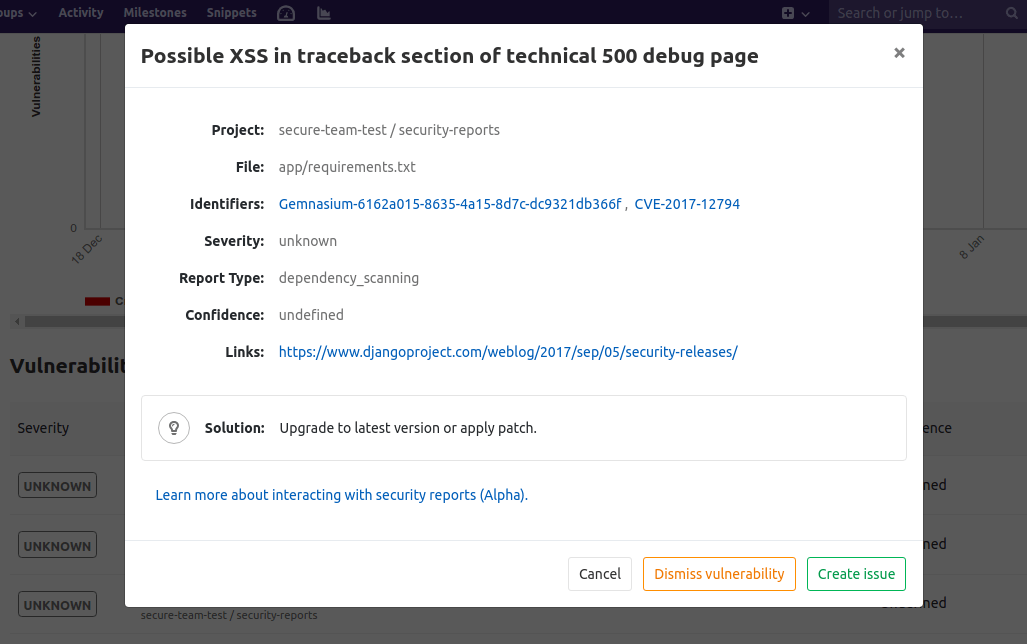 oups Activity Milestones Snippets Search or jump to...
Possible XSS in traceback section of technical 500 debug page ×
Vulnerabilities
Project: secure-team-test / security-reports
File: app/requirements.txt
Identifiers: Gemnasium-6162a015-8635-4a15-8d7c-dc9321db366f , CVE-2017-12794
0
18 Dec
8 Jan
Severity: unknown
Report Type: dependency_scanning
C
Confidence: undefined
Links: https://www.djangoproject.com/weblog/2017/sep/05/security-releases/
Vulnerabilit
Severity
ence
Solution: Upgrade to latest version or apply patch.
UNKNOWN
ned
Learn more about interacting with security reports (Alpha).
UNKNOWN
ned
Cancel Dismiss vulnerability Create issue
UNKNOWN
ned
secure-team-test / security-reports